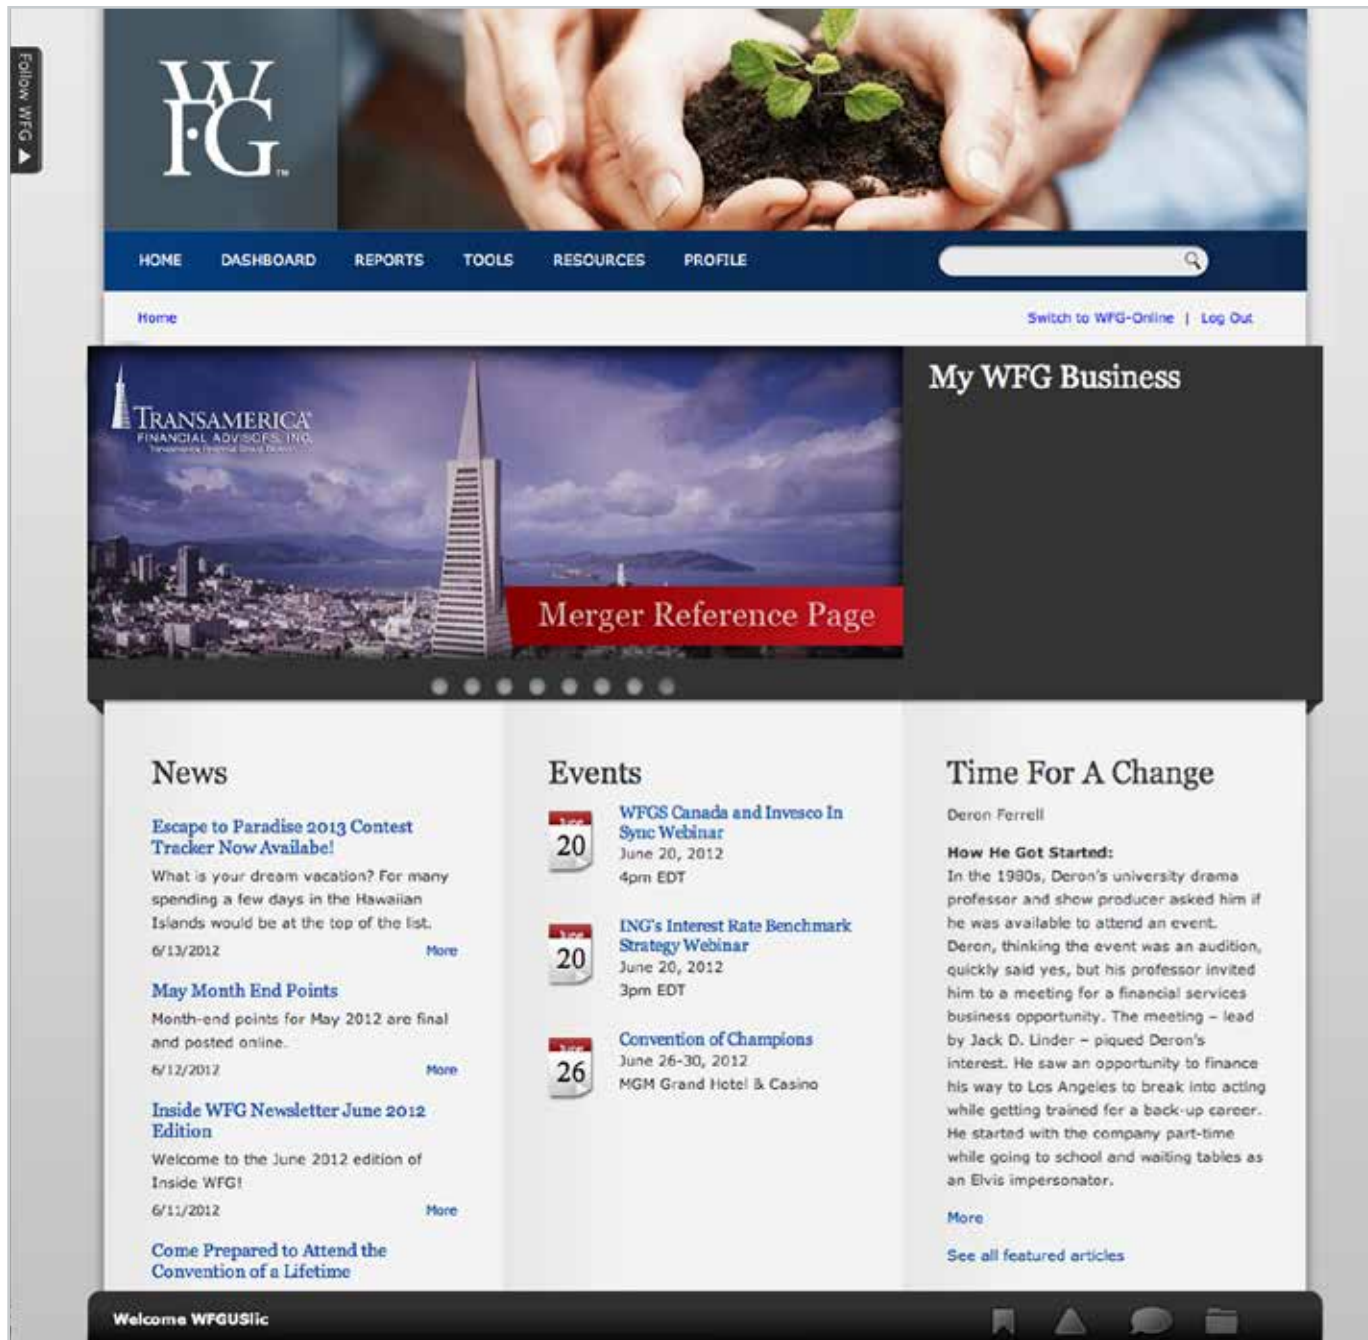 Follow WFG
WFG™
HOME DASHBOARD REPORTS TOOLS RESOURCES PROFILE
Home
Switch to WFG-Online | Log Out
TRANSAMERICA®
FINANCIAL ADVISORS, INC.
Merger Reference Page
My WFG Business
News
Escape to Paradise 2013 Contest
Tracker Now Availabe!
What is your dream vacation? For many
spending a few days in the Hawaiian
Islands would be at the top of the list.
6/13/2012 More
May Month End Points
Month-end points for May 2012 are final
and posted online.
6/12/2012 More
Inside WFG Newsletter June 2012
Edition
Welcome to the June 2012 edition of
Inside WFG!
6/11/2012 More
Come Prepared to Attend the
Convention of a Lifetime
Events
June
20
WFGS Canada and Invesco In
Sync Webinar
June 20, 2012
4pm EDT
June
20
ING's Interest Rate Benchmark
Strategy Webinar
June 20, 2012
3pm EDT
June
26
Convention of Champions
June 26-30, 2012
MGM Grand Hotel & Casino
Time For A Change
Deron Ferrell
How He Got Started:
In the 1980s, Deron's university drama
professor and show producer asked him if
he was available to attend an event.
Deron, thinking the event was an audition,
quickly said yes, but his professor invited
him to a meeting for a financial services
business opportunity. The meeting – lead
by Jack D. Linder – piqued Deron's
interest. He saw an opportunity to finance
his way to Los Angeles to break into acting
while getting trained for a back-up career.
He started with the company part-time
while going to school and waiting tables as
an Elvis impersonator.
More
See all featured articles
Welcome WFGUSlic